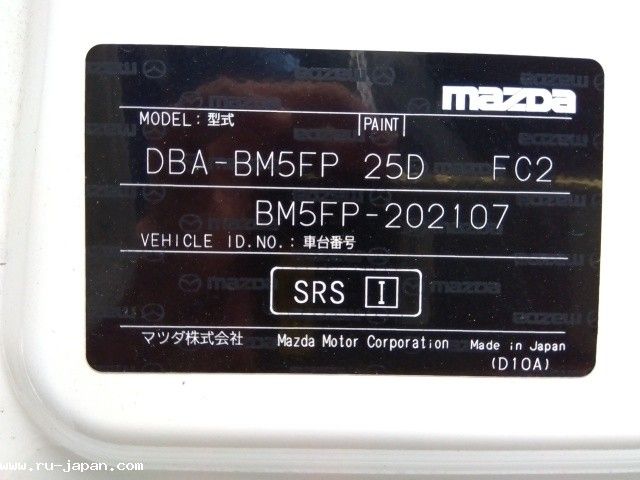 mazda
MODEL: 型式 PAINT
DBA-BM5FP 25D FC2
BM5FP-202107
VEHICLE ID.NO.: 車台番号
SRS I
マツダ株式会社 Mazda Motor Corporation Made in Japan
(D10A)
www.ru-japan.com